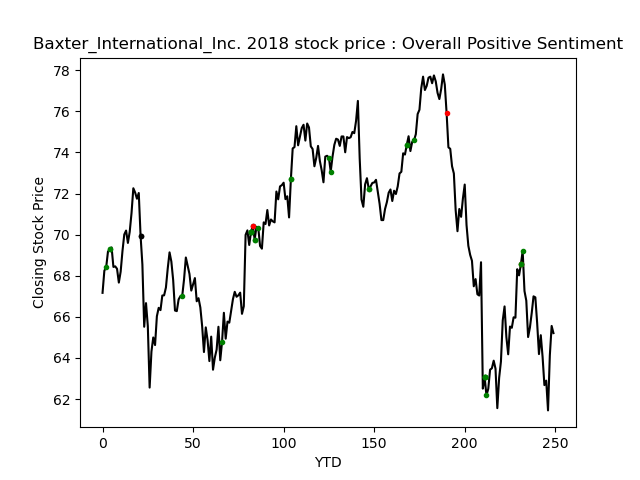 Baxter_International_Inc. 2018 stock price : Overall Positive Sentiment
78
76
74
72
70
68
66
64
62
Closing Stock Price
0 50 100 150 200 250
YTD